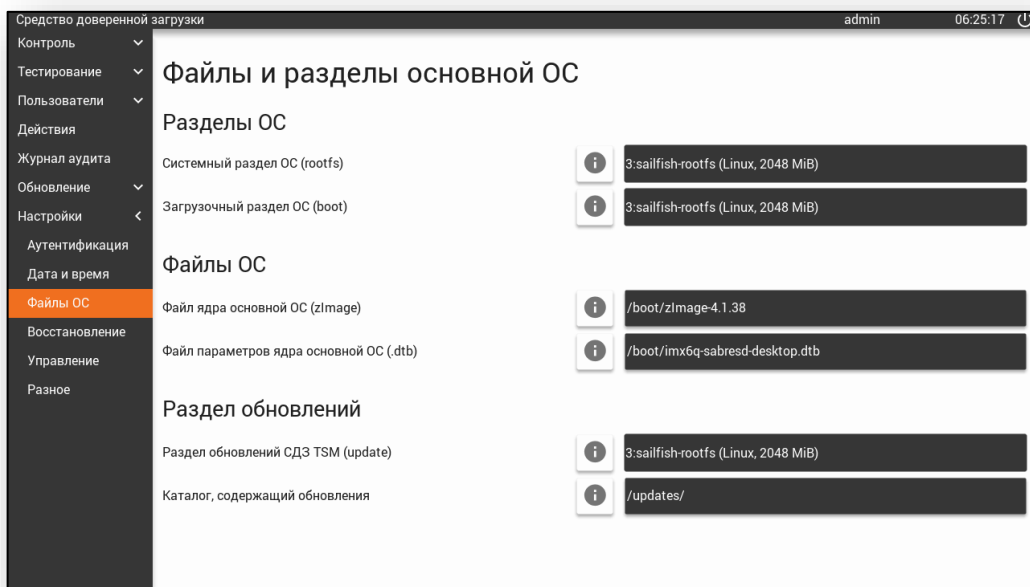 Средство доверенной загрузки
admin
06:25:17
Контроль
Тестирование
Пользователи
Действия
Журнал аудита
Обновление
Настройки
Аутентификация
Дата и время
Файлы ОС
Восстановление
Управление
Разное
Файлы и разделы основной ОС
Разделы ОС
Системный раздел ОС (rootfs)
3:sailfish-rootfs (Linux, 2048 MiB)
Загрузочный раздел ОС (boot)
3:sailfish-rootfs (Linux, 2048 MiB)
Файлы ОС
Файл ядра основной ОС (zImage)
/boot/zImage-4.1.38
Файл параметров ядра основной ОС (.dtb)
/boot/imx6q-sabresd-desktop.dtb
Раздел обновлений
Раздел обновлений СДЗ TSM (update)
3:sailfish-rootfs (Linux, 2048 MiB)
Каталог, содержащий обновления
/updates/